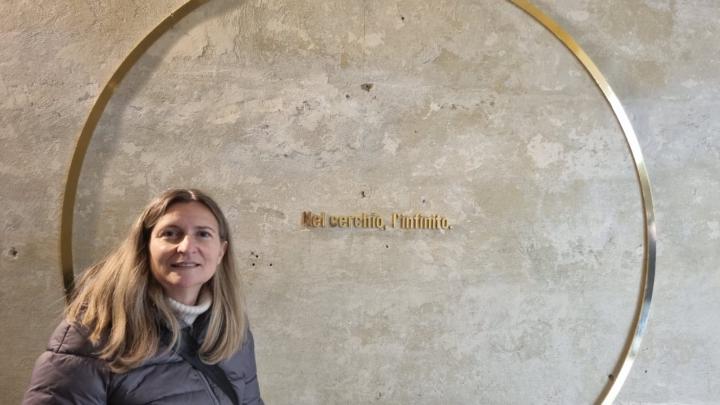 Nel cerchio, l'infinito.